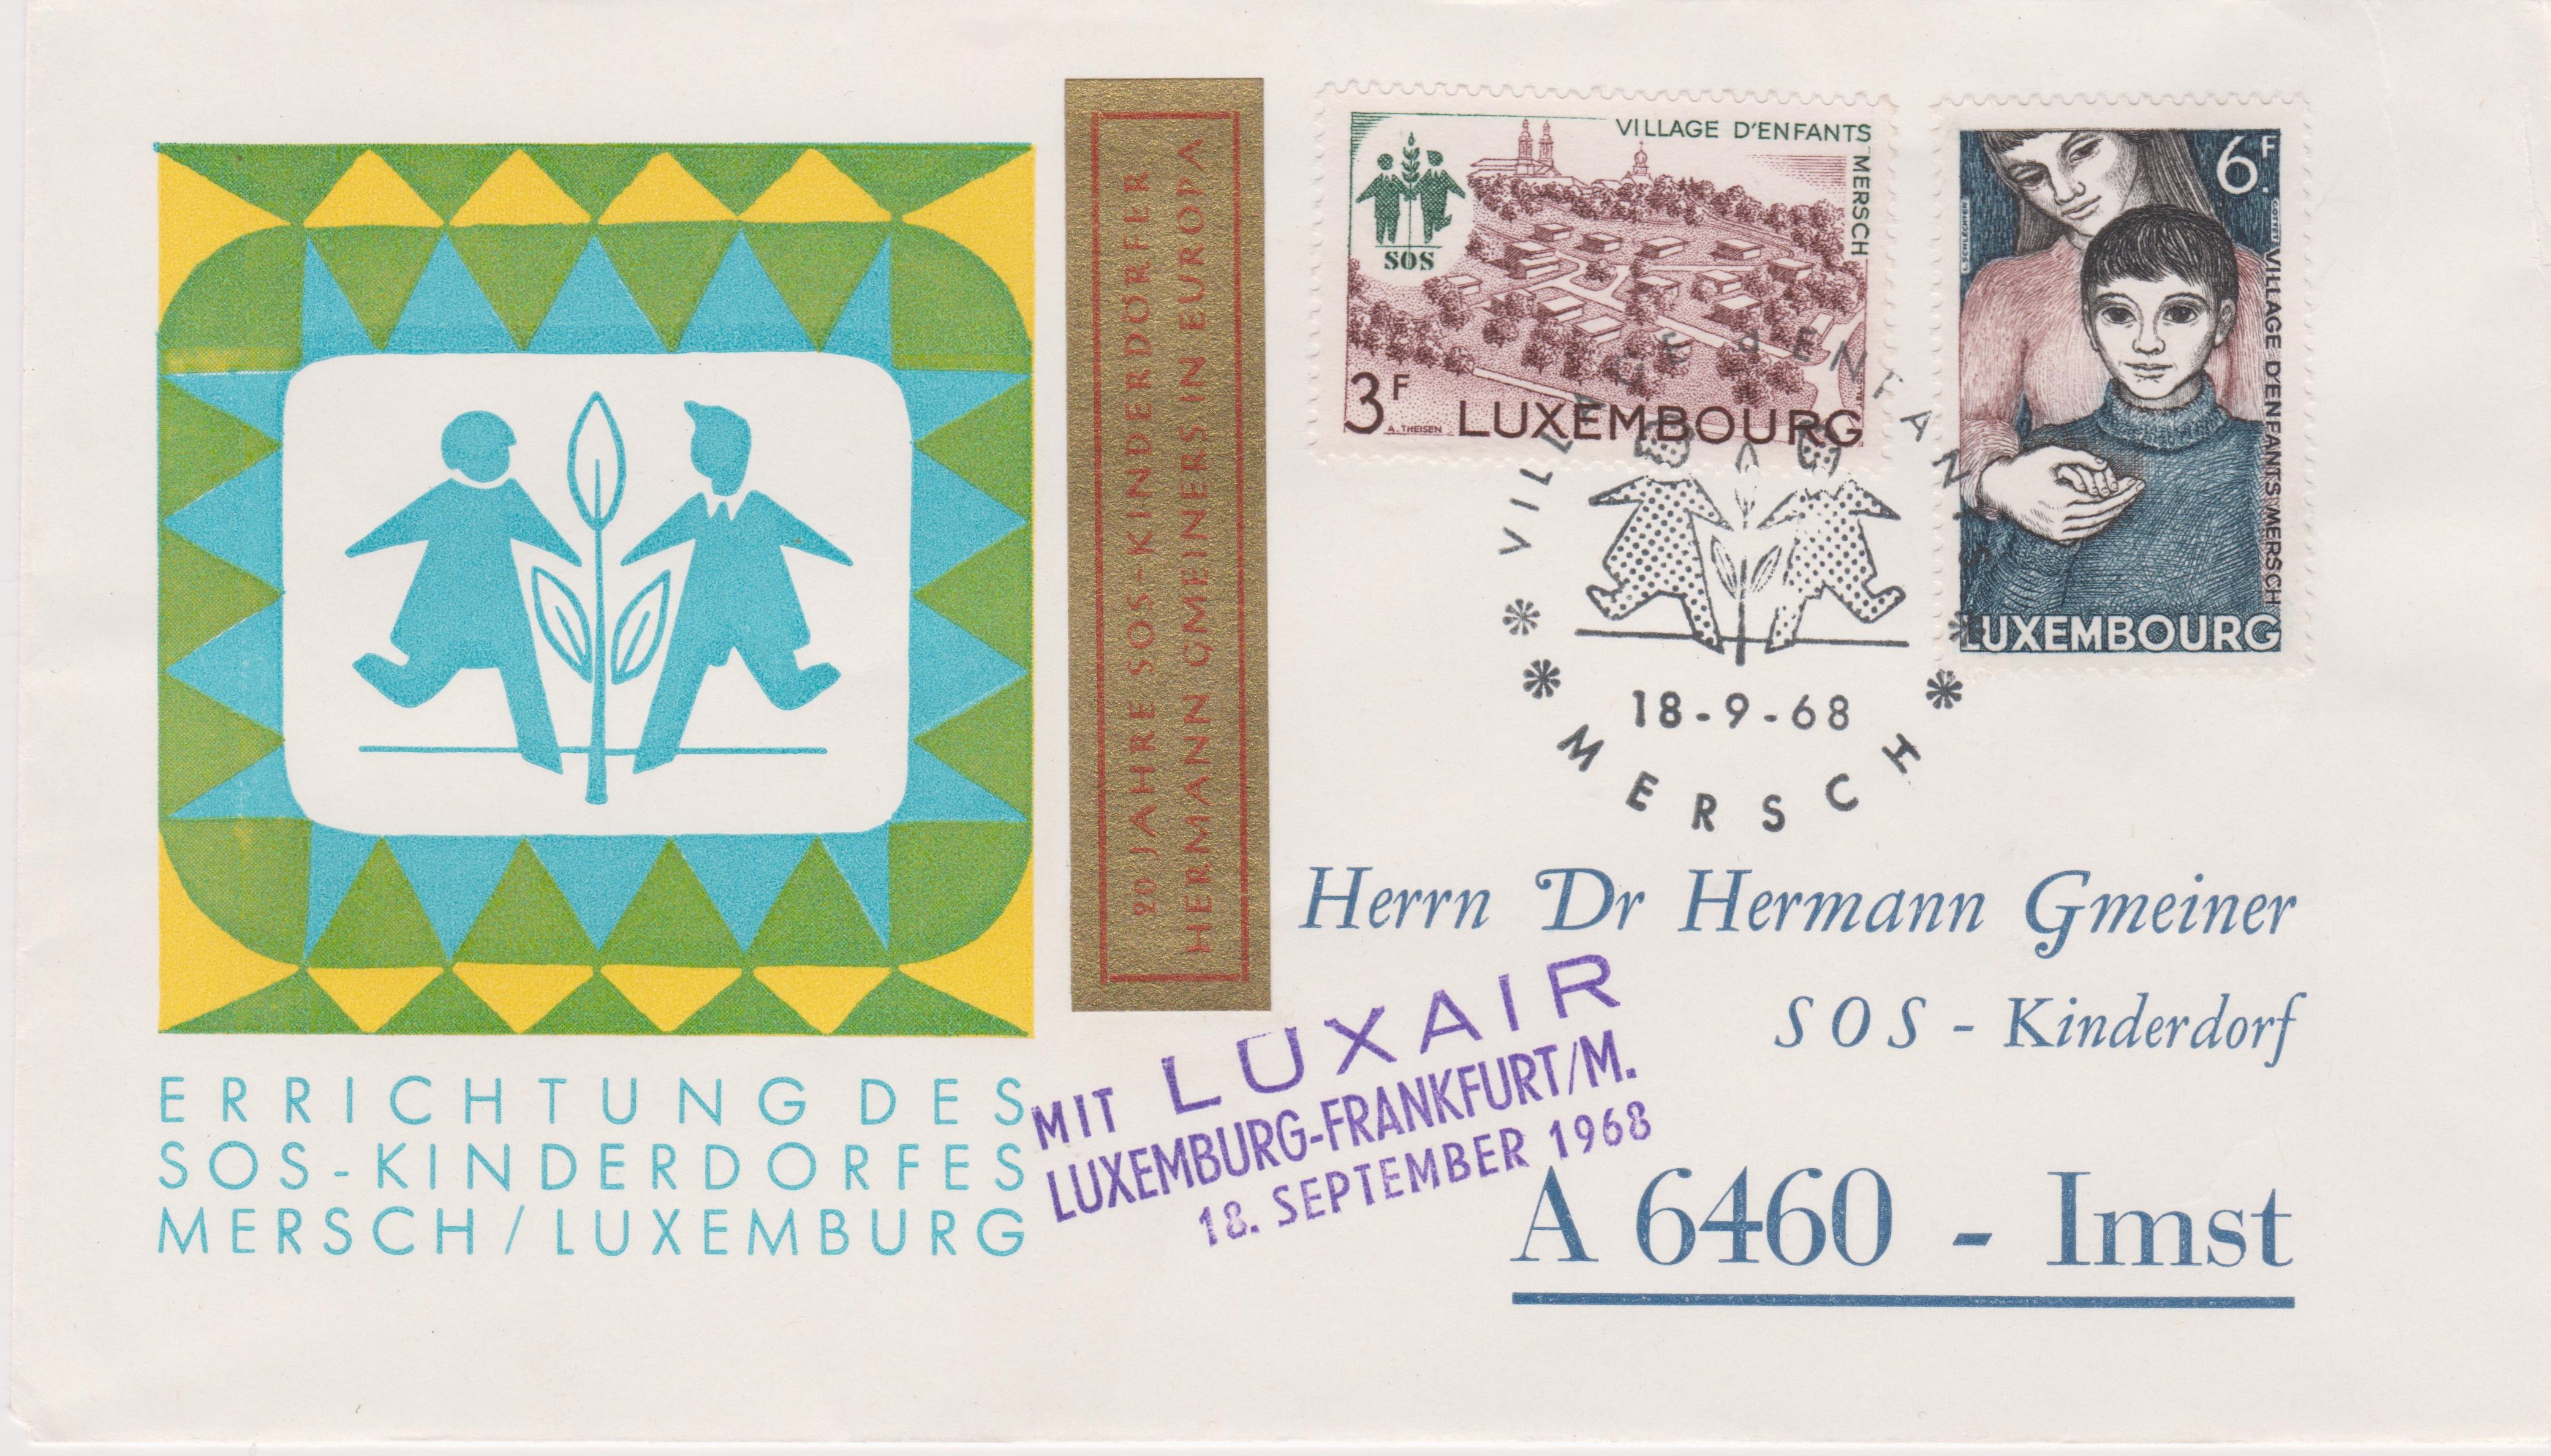 ERRICHTUNG DES
SOS-KINDERDORFES
MERSCH/LUXEMBURG
20 JAHRE SOS-KINDERDÖRFER
HERMANN GMEINERS IN EUROPA
VILLAGE D'ENFANTS MERSCH
SOS
3F
A. THEISEN
LUXEMBOURG
6F
VILLAGE D'ENFANTS MERSCH
LUXEMBOURG
VILLAGE d'ENFANTS
18-9-68
MERSCH
Herrn Dr Hermann Gmeiner
SOS - Kinderdorf
A 6460 - Imst
MIT LUXAIR
LUXEMBURG-FRANKFURT/M.
18. SEPTEMBER 1968